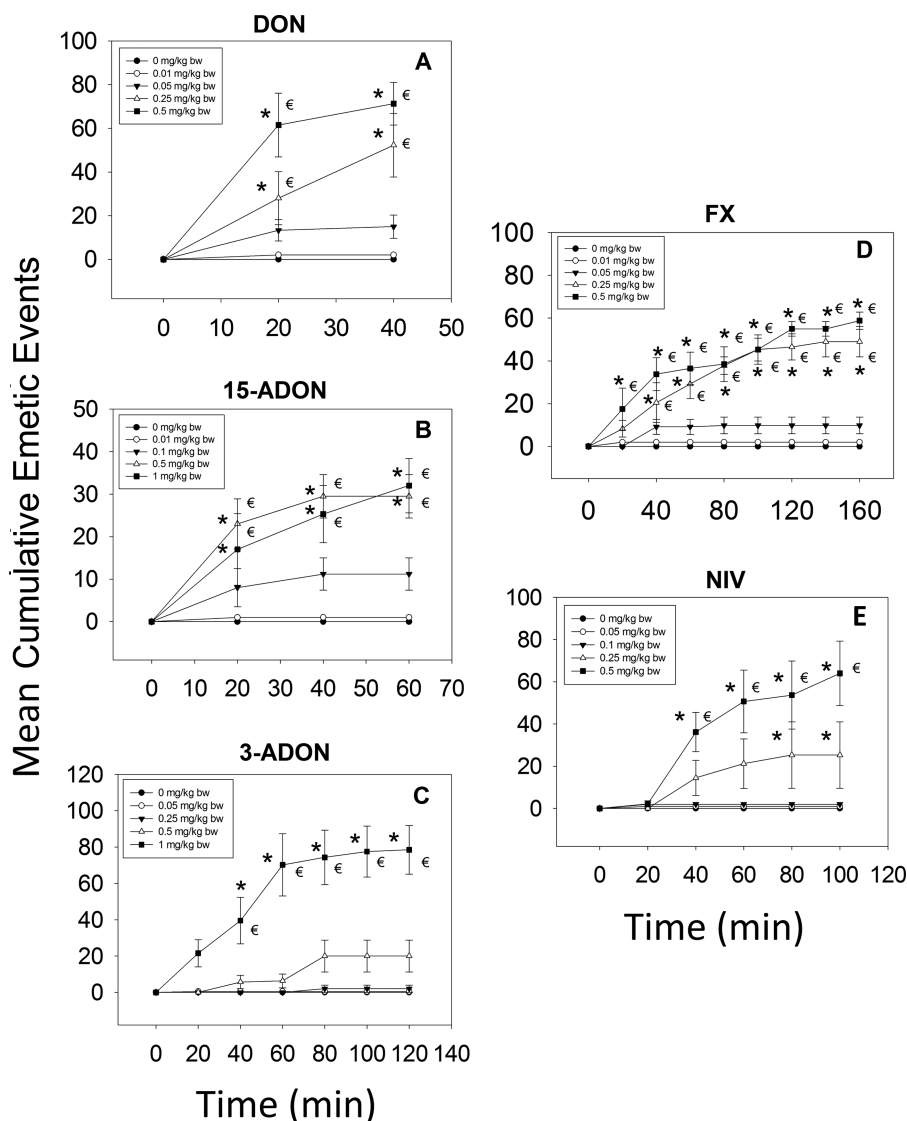 Mean Cumulative Emetic Events
DON
A
0 mg/kg bw
0.01 mg/kg bw
0.05 mg/kg bw
0.25 mg/kg bw
0.5 mg/kg bw
100
80
60
40
20
0
* € * €
* € * €
0 10 20 30 40 50
15-ADON
B
0 mg/kg bw
0.01 mg/kg bw
0.1 mg/kg bw
0.5 mg/kg bw
1 mg/kg bw
50
40
30
20
10
0
* € * € * €
* € * € * €
0 10 20 30 40 50 60 70
3-ADON
C
0 mg/kg bw
0.05 mg/kg bw
0.25 mg/kg bw
0.5 mg/kg bw
1 mg/kg bw
120
100
80
60
40
20
0
* € * € * € * € * €
0 20 40 60 80 100 120 140
Time (min)
FX
D
0 mg/kg bw
0.01 mg/kg bw
0.05 mg/kg bw
0.25 mg/kg bw
0.5 mg/kg bw
100
80
60
40
20
0
* € * € * € * € * € * € * € * €
* € * € * € * € * € * € * €
0 40 80 120 160
NIV
E
0 mg/kg bw
0.05 mg/kg bw
0.1 mg/kg bw
0.25 mg/kg bw
0.5 mg/kg bw
100
80
60
40
20
0
* € * € * € * €
* *
0 20 40 60 80 100 120
Time (min)